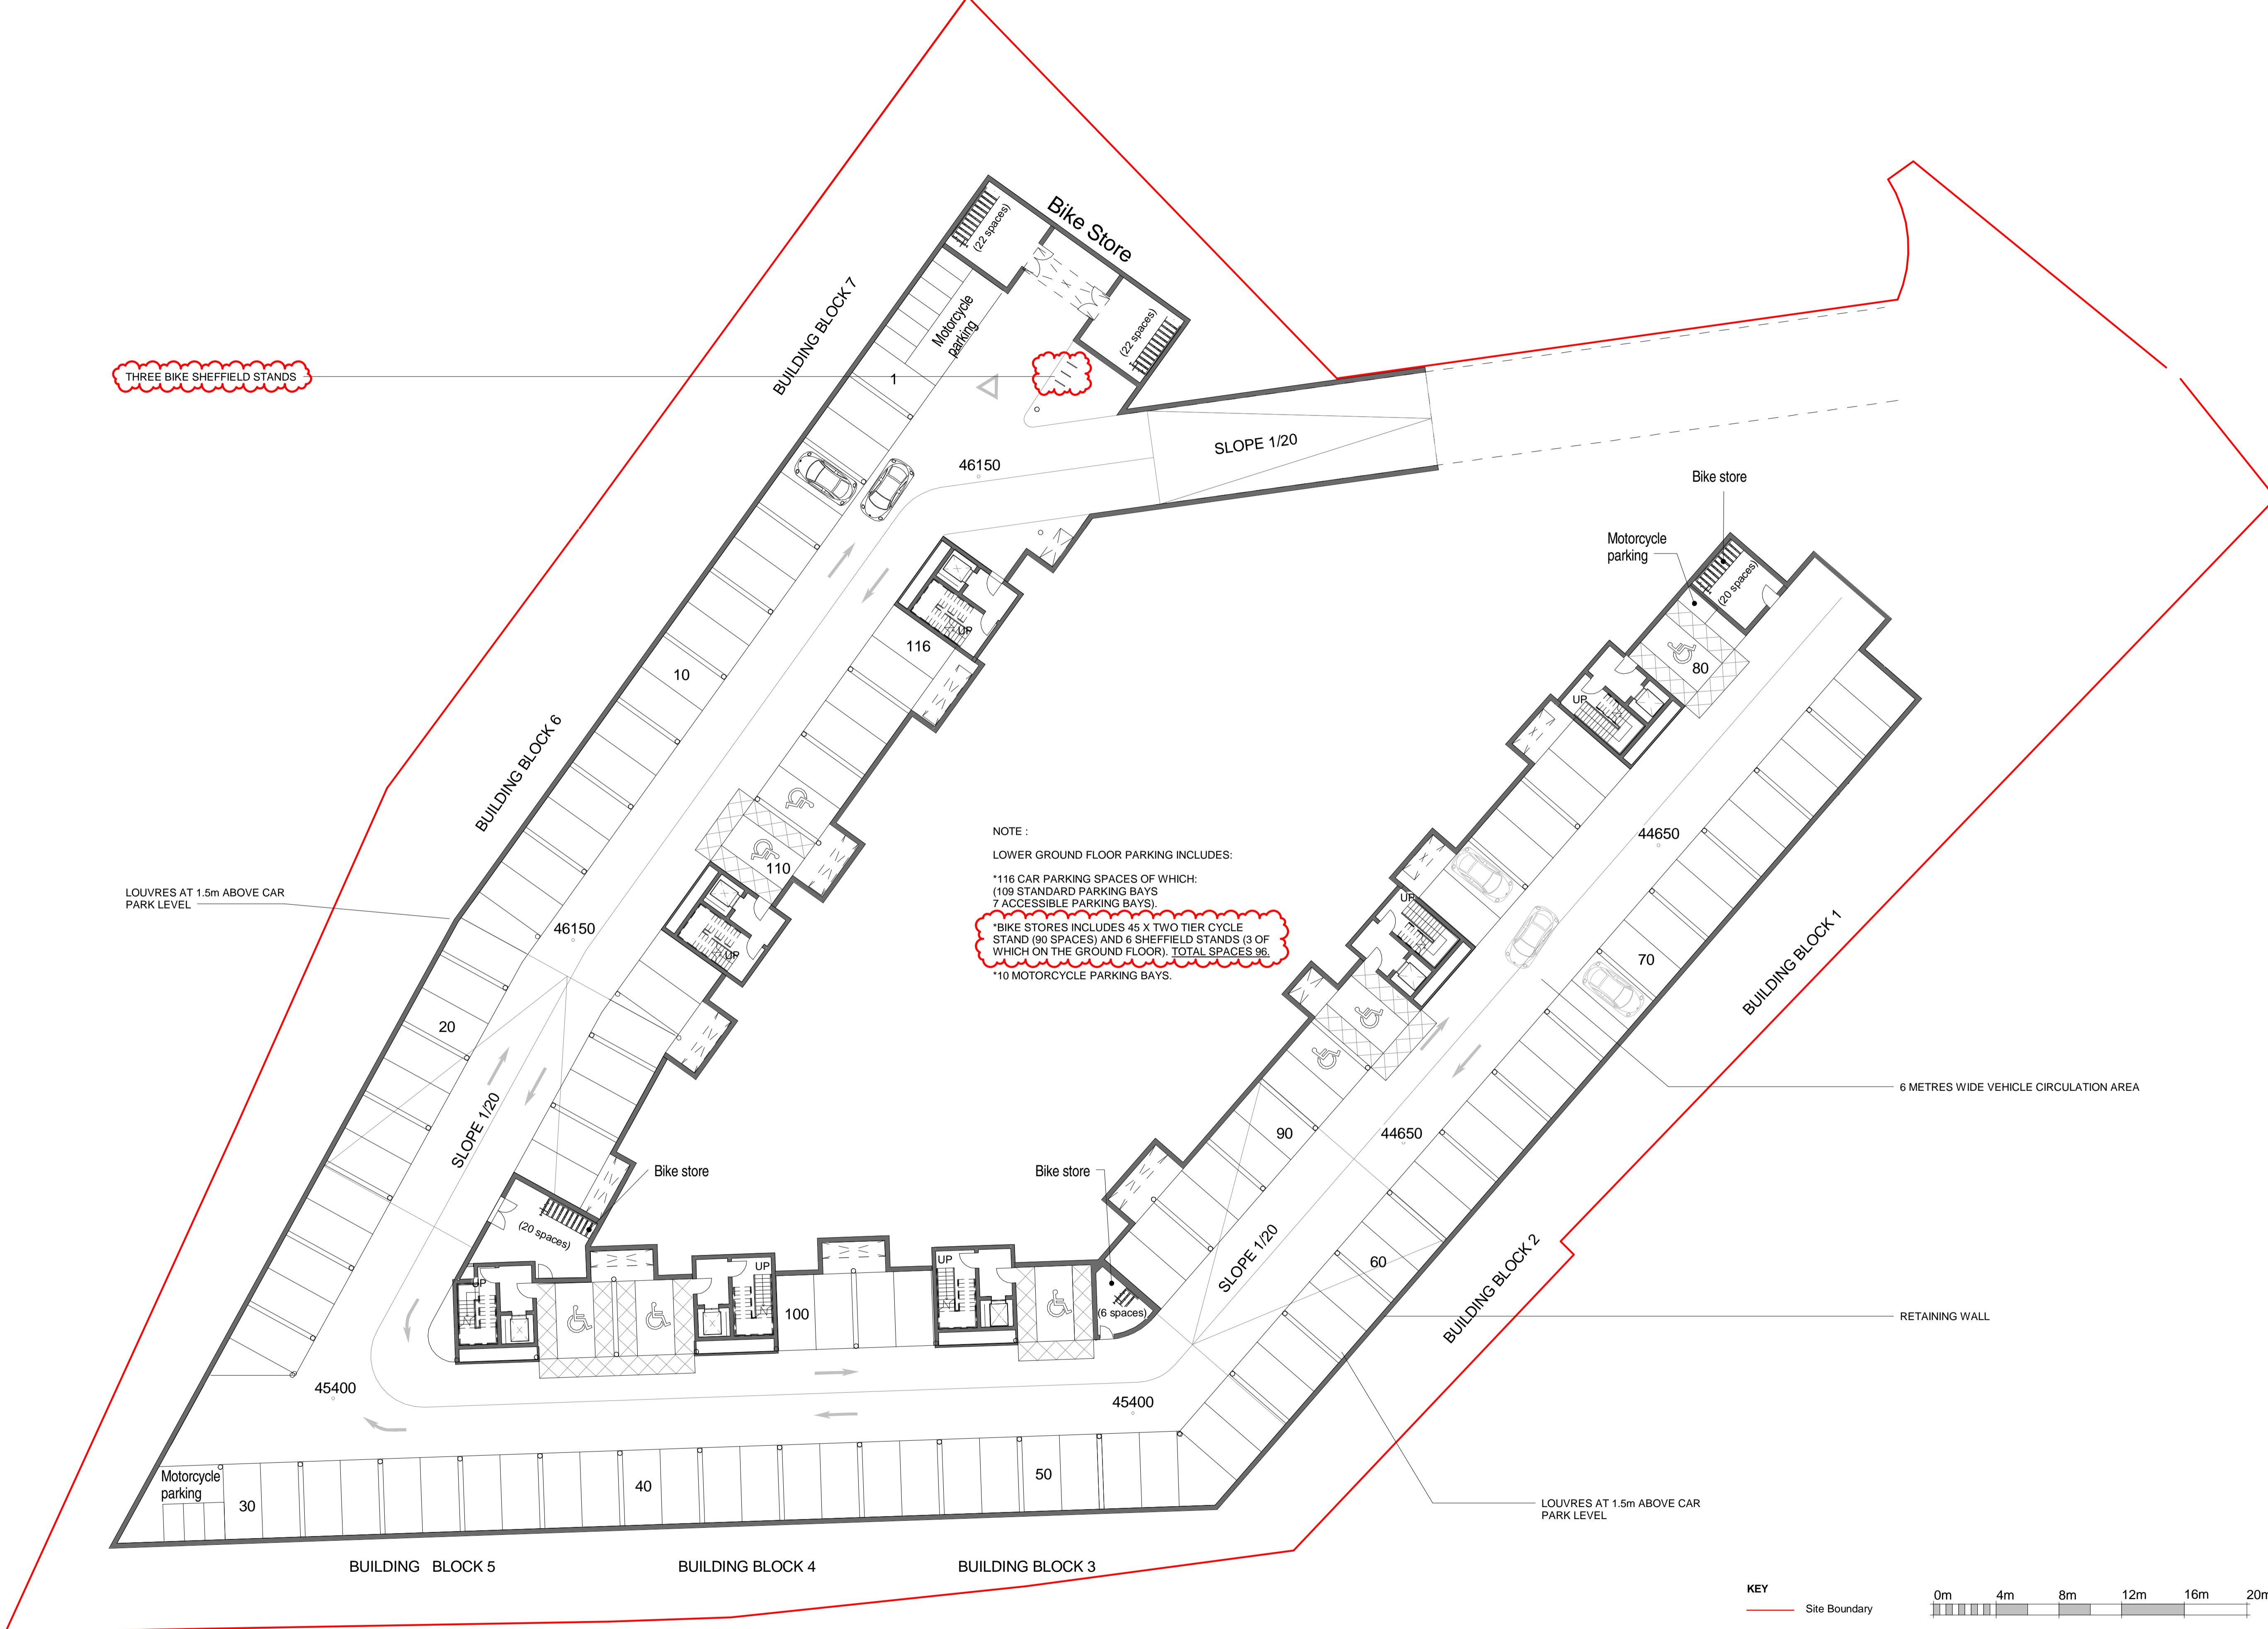 Bike Store
(22 spaces)
Motorcycle
parking
(22 spaces)
BUILDING BLOCK 7
THREE BIKE SHEFFIELD STANDS
1
SLOPE 1/20
46150
Bike store
Motorcycle
parking
(20 spaces)
UP
116
80
UP
10
BUILDING BLOCK 6
110
UP
NOTE :
LOWER GROUND FLOOR PARKING INCLUDES:
*116 CAR PARKING SPACES OF WHICH:
(109 STANDARD PARKING BAYS
7 ACCESSIBLE PARKING BAYS).
*BIKE STORES INCLUDES 45 X TWO TIER CYCLE
STAND (90 SPACES) AND 6 SHEFFIELD STANDS (3 OF
WHICH ON THE GROUND FLOOR). TOTAL SPACES 96.
*10 MOTORCYCLE PARKING BAYS.
44650
UP
LOUVRES AT 1.5m ABOVE CAR
PARK LEVEL
46150
70
BUILDING BLOCK 1
20
6 METRES WIDE VEHICLE CIRCULATION AREA
SLOPE 1/20
90
44650
Bike store
Bike store
(20 spaces)
SLOPE 1/20
60
BUILDING BLOCK 2
UP
UP
UP
100
(6 spaces)
RETAINING WALL
45400
45400
Motorcycle
parking
30
40
50
LOUVRES AT 1.5m ABOVE CAR
PARK LEVEL
BUILDING BLOCK 5
BUILDING BLOCK 4
BUILDING BLOCK 3
KEY
Site Boundary
0m 4m 8m 12m 16m 20m